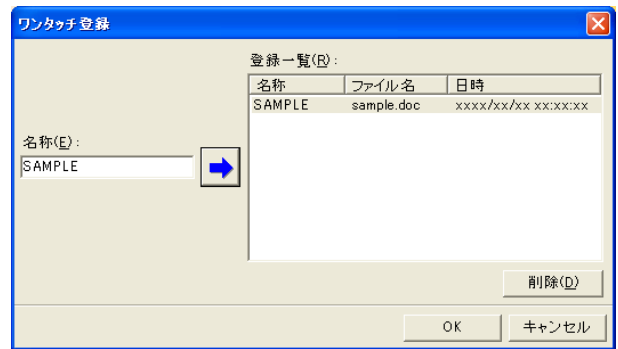 ワンタッチ登録
登録一覧(R):
名称 ファイル名 日時
SAMPLE sample.doc xxxx/xx/xx xx:xx:xx
名称(E):
SAMPLE
削除(D)
OK キャンセル